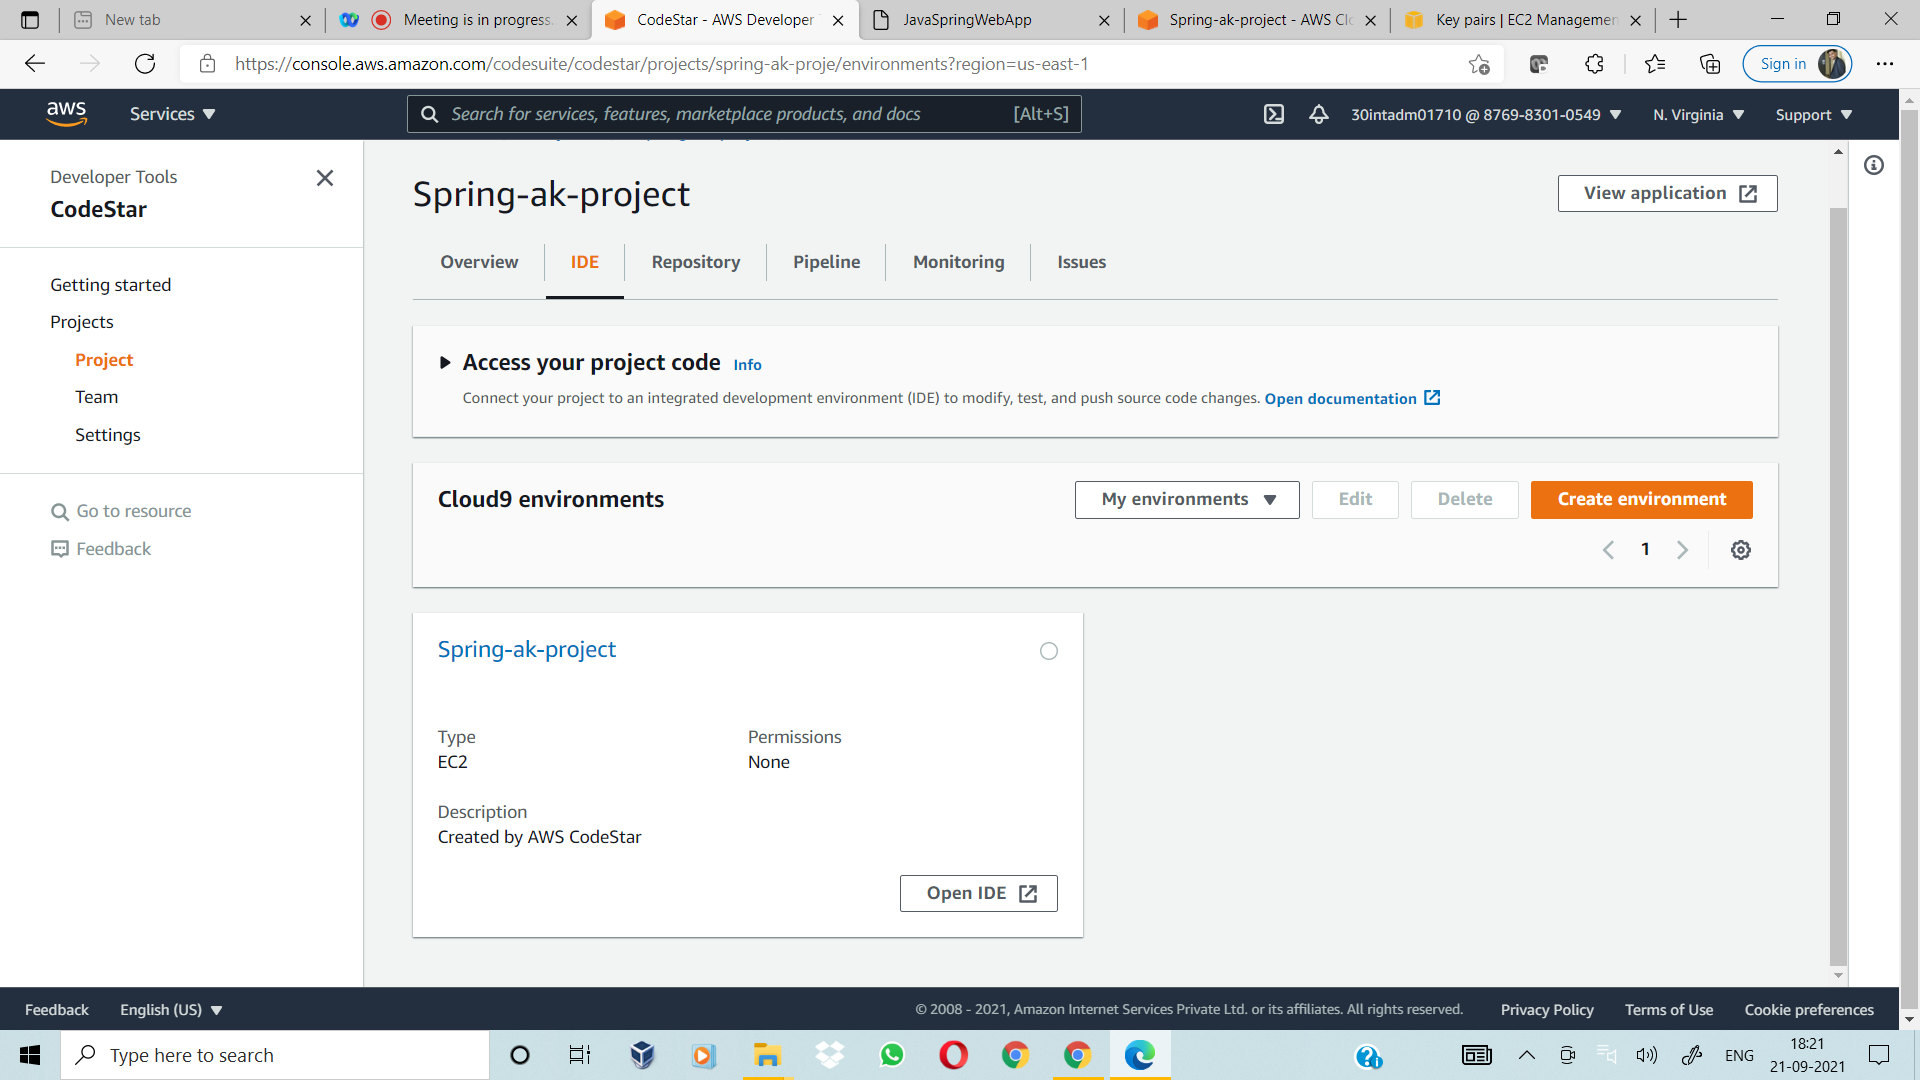 New tab
Meeting is in progress.
CodeStar - AWS Developer
JavaSpringWebApp
Spring-ak-project - AWS Clo
Key pairs | EC2 Management
https://console.aws.amazon.com/codesuite/codestar/projects/spring-ak-proje/environments?region=us-east-1
Sign in
aws
Services
Search for services, features, marketplace products, and docs
[Alt+S]
30intadm01710 @ 8769-8301-0549
N. Virginia
Support
Developer Tools
CodeStar
Getting started
Projects
Project
Team
Settings
Go to resource
Feedback
Spring-ak-project
View application
Overview
IDE
Repository
Pipeline
Monitoring
Issues
Access your project code Info
Connect your project to an integrated development environment (IDE) to modify, test, and push source code changes. Open documentation
Cloud9 environments
My environments
Edit
Delete
Create environment
1
Spring-ak-project
Type
EC2
Permissions
None
Description
Created by AWS CodeStar
Open IDE
Feedback
English (US)
© 2008 - 2021, Amazon Internet Services Private Ltd. or its affiliates. All rights reserved.
Privacy Policy
Terms of Use
Cookie preferences
Type here to search
ENG
18:21
21-09-2021